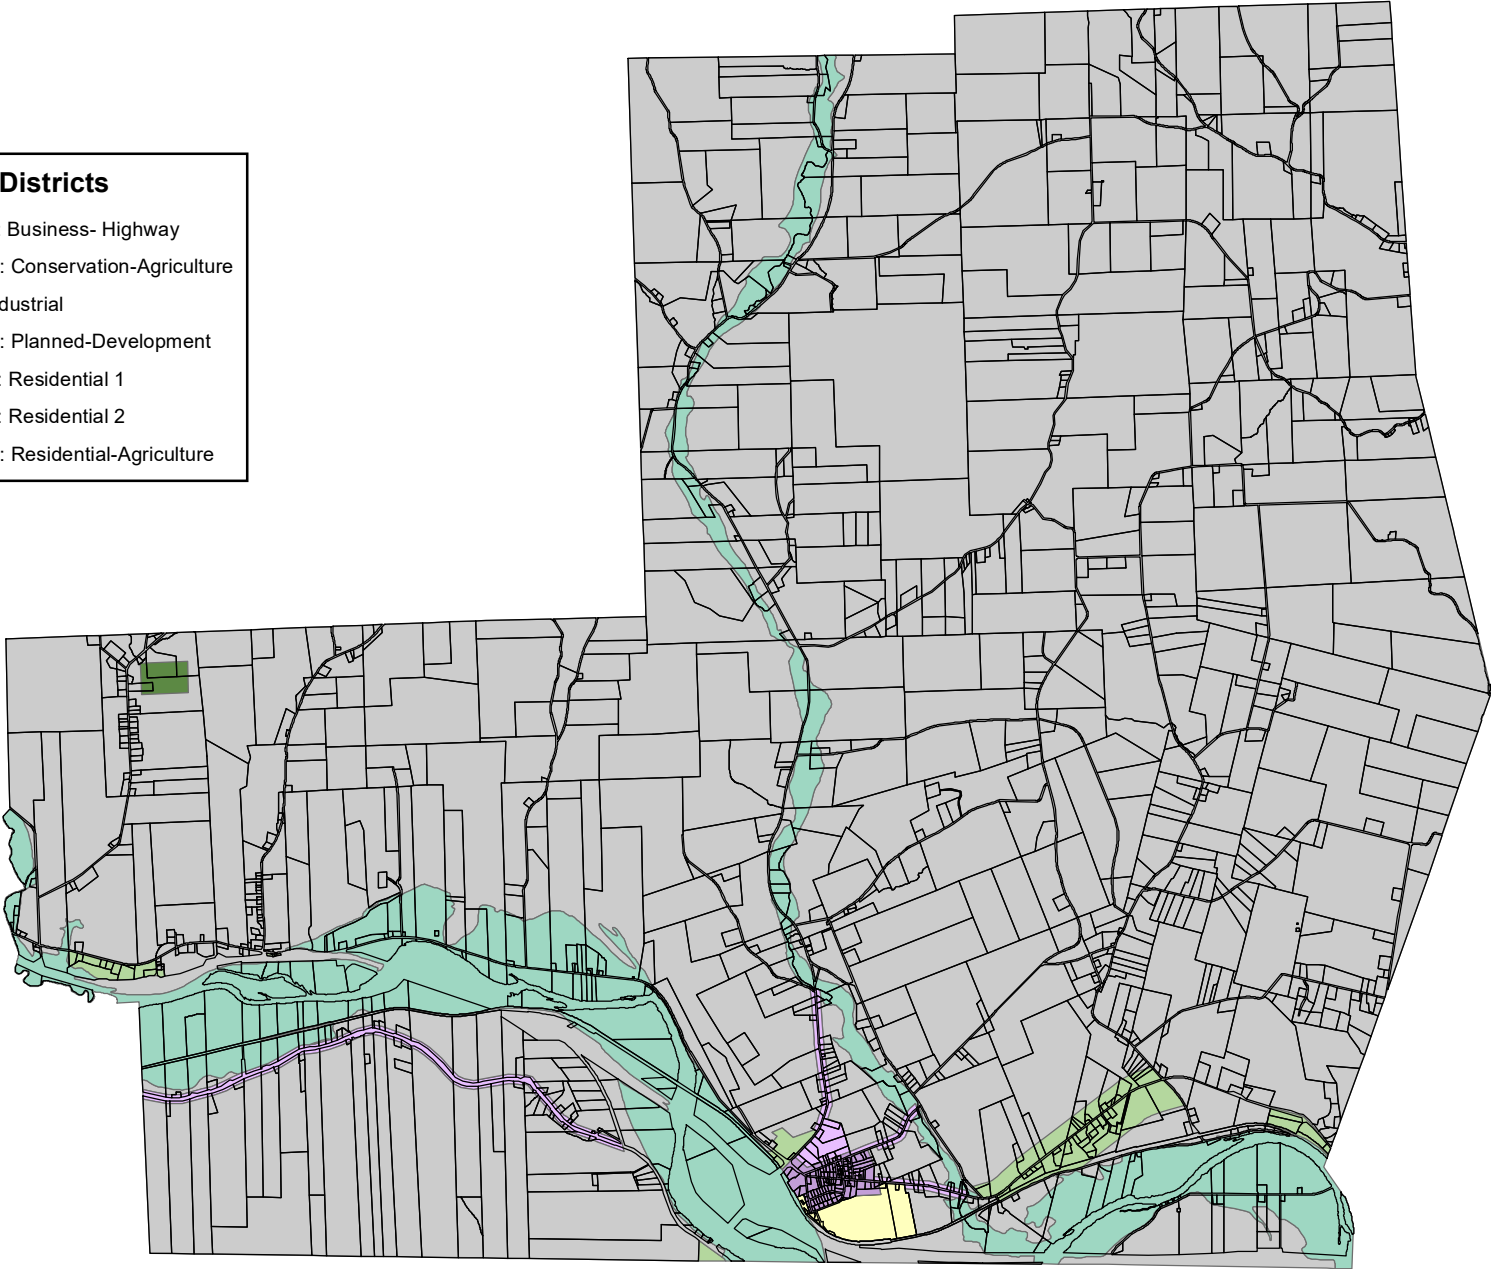 Districts
: Business- Highway
: Conservation-Agriculture
dustrial
: Planned-Development
: Residential 1
: Residential 2
: Residential-Agriculture